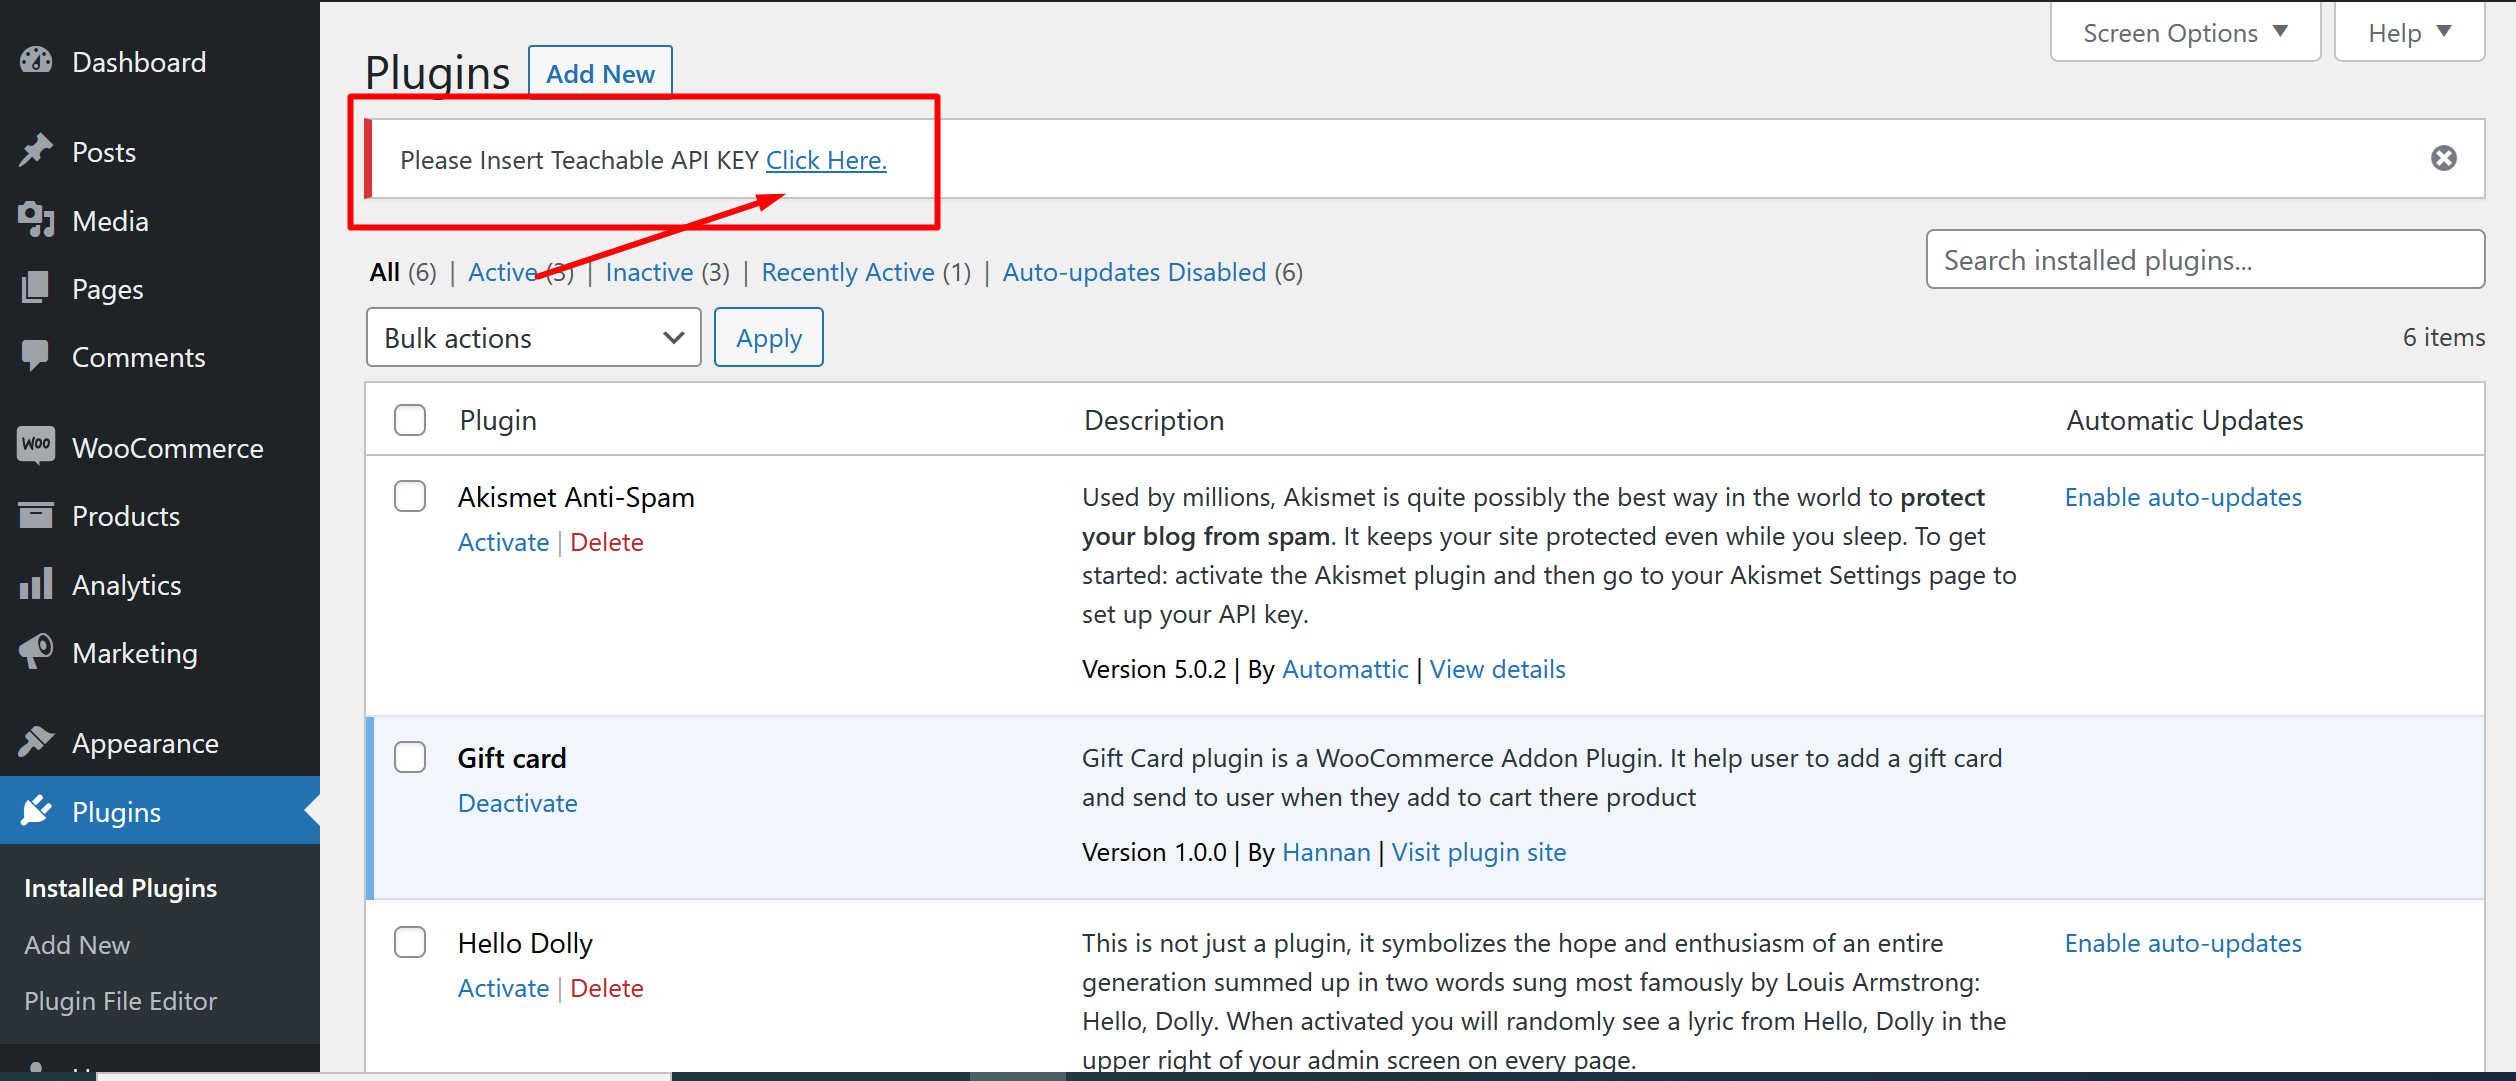 Dashboard
Posts
Media
Pages
Comments
Woo
WooCommerce
Products
Analytics
Marketing
Appearance
Plugins
Installed Plugins
Add New
Plugin File Editor
Screen Options
Help
Plugins
Add New
Please Insert Teachable API KEY Click Here.
All (6) | Active (3) | Inactive (3) | Recently Active (1) | Auto-updates Disabled (6)
Search installed plugins...
Bulk actions
Apply
6 items
Plugin
Description
Automatic Updates
Akismet Anti-Spam
Activate | Delete
Used by millions, Akismet is quite possibly the best way in the world to protect
your blog from spam. It keeps your site protected even while you sleep. To get
started: activate the Akismet plugin and then go to your Akismet Settings page to
set up your API key.
Version 5.0.2 | By Automattic | View details
Enable auto-updates
Gift card
Deactivate
Gift Card plugin is a WooCommerce Addon Plugin. It help user to add a gift card
and send to user when they add to cart there product
Version 1.0.0 | By Hannan | Visit plugin site
Hello Dolly
Activate | Delete
This is not just a plugin, it symbolizes the hope and enthusiasm of an entire
generation summed up in two words sung most famously by Louis Armstrong:
Hello, Dolly. When activated you will randomly see a lyric from Hello, Dolly in the
upper right of your admin screen on every page.
Enable auto-updates